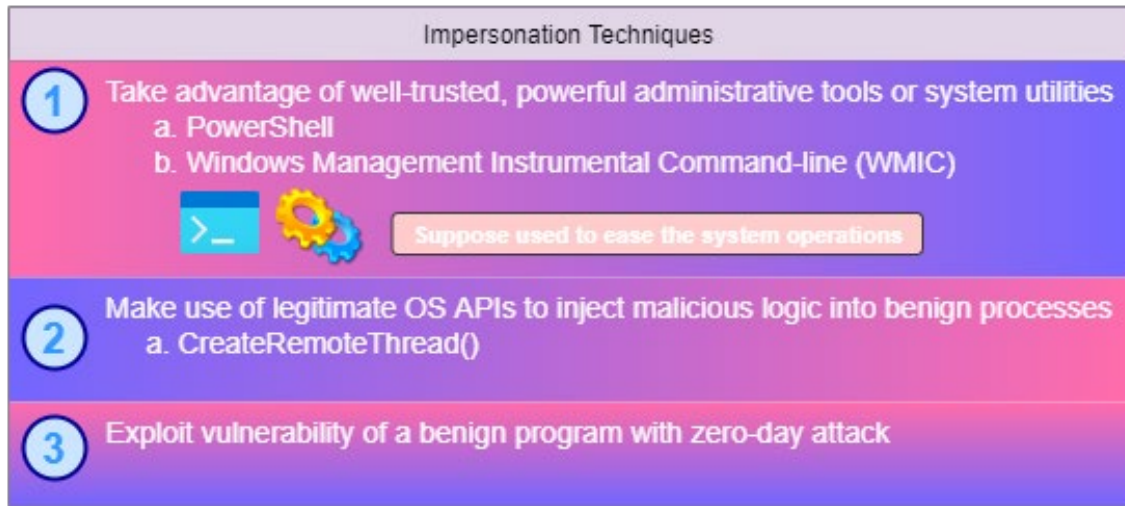 Impersonation Techniques
1
Take advantage of well-trusted, powerful administrative tools or system utilities
a. PowerShell
b. Windows Management Instrumental Command-line (WMIC)
>_
Suppose used to ease the system operations
2
Make use of legitimate OS APIs to inject malicious logic into benign processes
a. CreateRemoteThread()
3
Exploit vulnerability of a benign program with zero-day attack